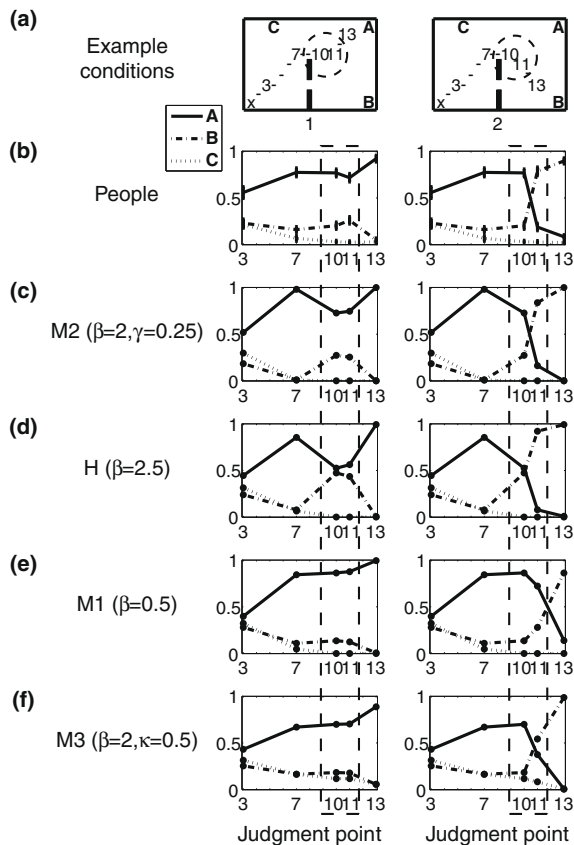 (a)
Example
conditions
C A
13
7 -10
11
-3-
x
B
1
C A
7 -10
11
13
-3-
x
B
2
A
B
C
(b)
People
1
0.5
0
3 7 10 11 13
3 7 10 11 13
1
0.5
0
(c)
M2 (β=2,γ=0.25)
1
0.5
0
3 7 10 11 13
1
0.5
0
3 7 10 11 13
(d)
H (β=2.5)
1
0.5
0
3 7 10 11 13
1
0.5
0
3 7 10 11 13
(e)
M1 (β=0.5)
1
0.5
0
3 7 10 11 13
1
0.5
0
3 7 10 11 13
(f)
M3 (β=2,κ=0.5)
1
0.5
0
3 7 10 11 13
1
0.5
0
3 7 10 11 13
Judgment point
Judgment point